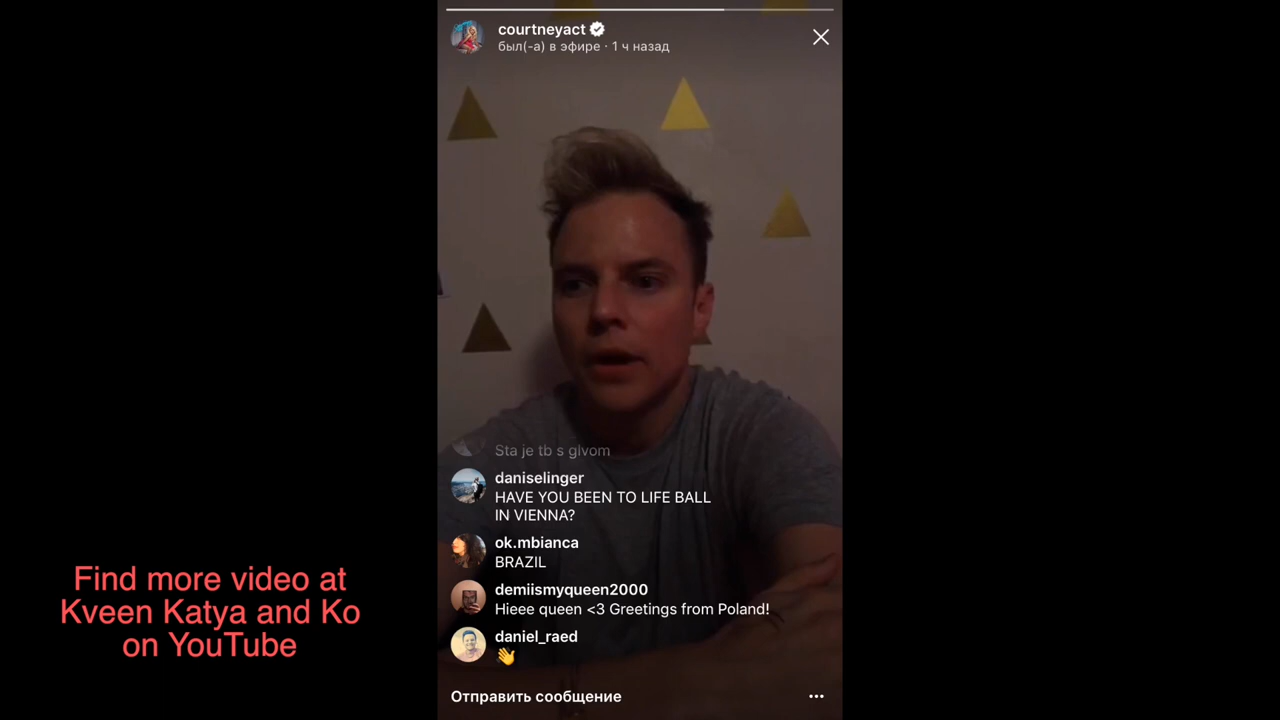 courtneyact
был(-а) в эфире · 1 ч назад
Sta je tb s glvom
daniselinger
HAVE YOU BEEN TO LIFE BALL
IN VIENNA?
ok.mbianca
BRAZIL
demiismyqueen2000
Hieee queen <3 Greetings from Poland!
daniel_raed
👋
Отправить сообщение
Find more video at
Kveen Katya and Ko
on YouTube